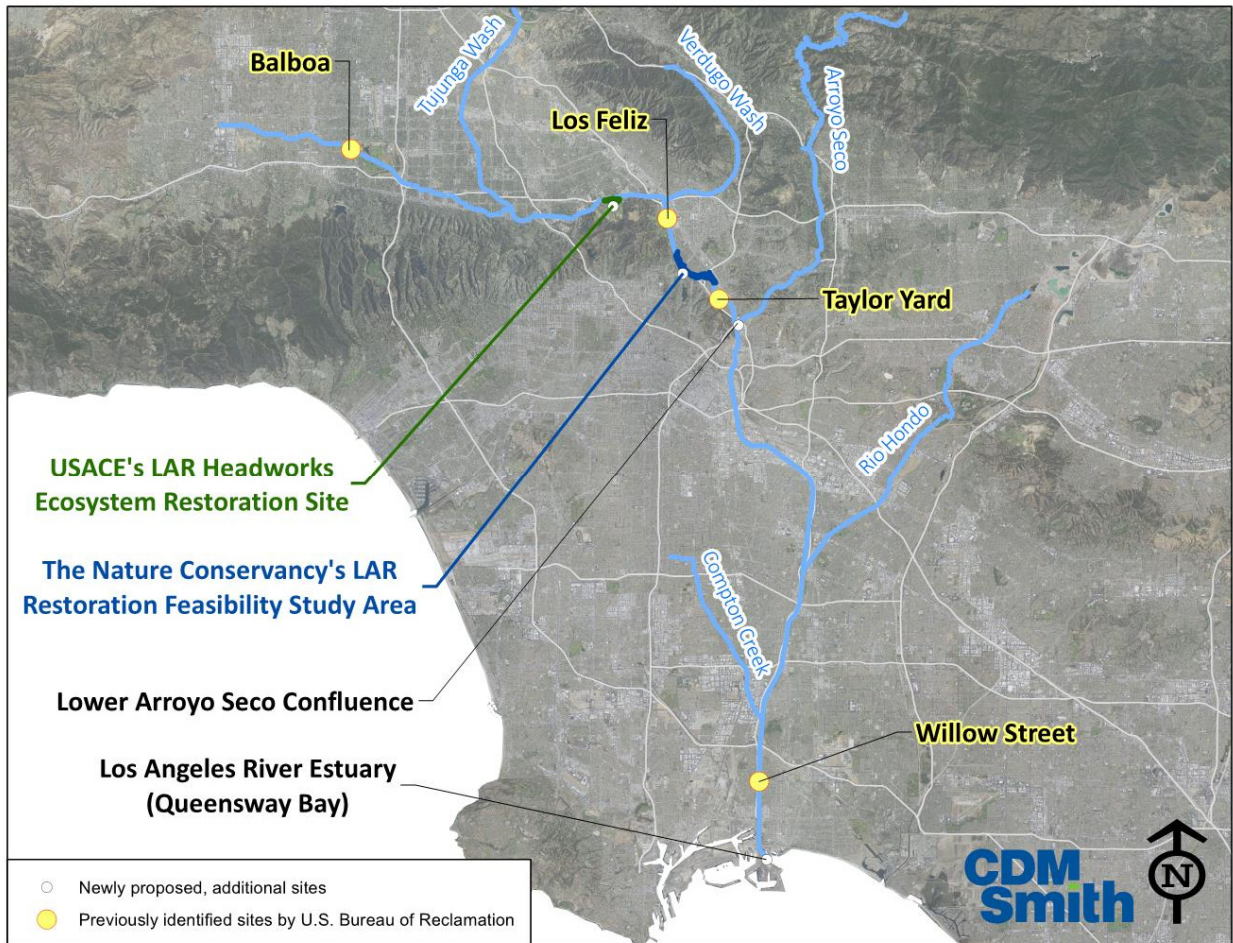 Balboa
Tujunga Wash
Verdugo Wash
Arroyo Seco
Los Feliz
Taylor Yard
Rio Hondo
USACE's LAR Headworks
Ecosystem Restoration Site
The Nature Conservancy's LAR
Restoration Feasibility Study Area
Compton Creek
Lower Arroyo Seco Confluence
Willow Street
Los Angeles River Estuary
(Queensway Bay)
Newly proposed, additional sites
Previously identified sites by U.S. Bureau of Reclamation
CDM
Smith
N